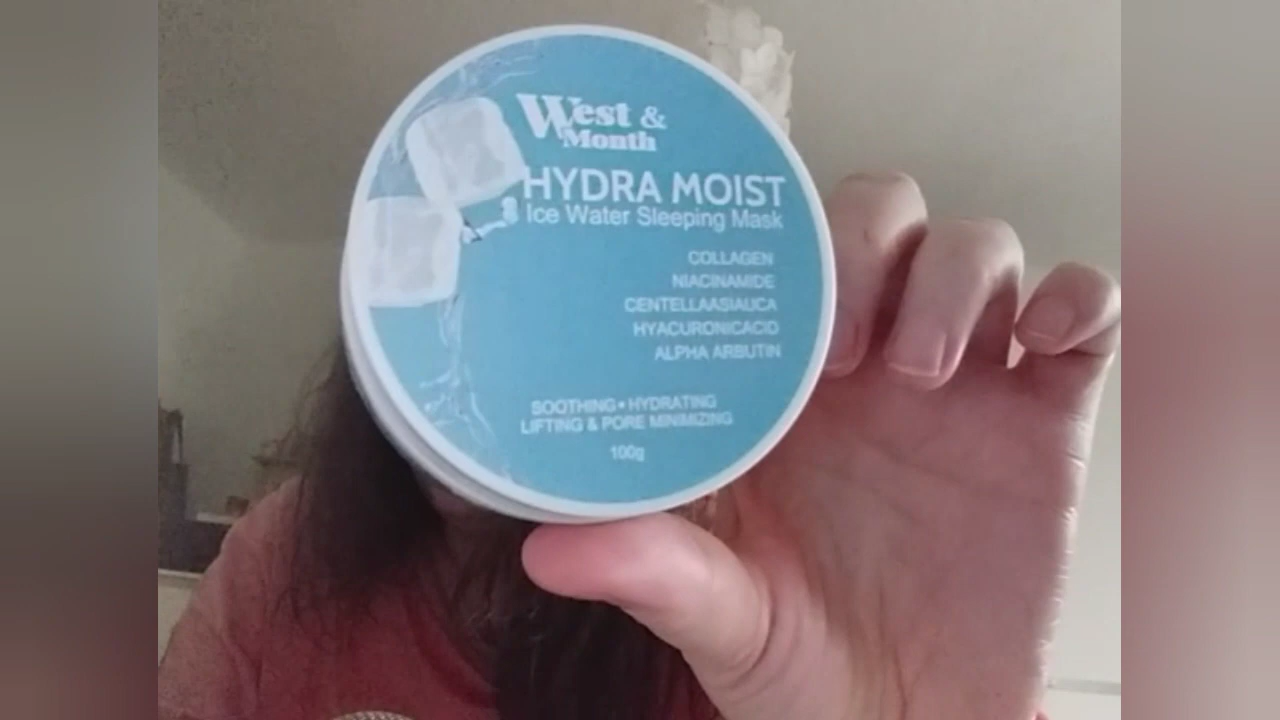 West &
Month
HYDRA MOIST
Ice Water Sleeping Mask
COLLAGEN
NIACINAMIDE
CENTELLAASIAUCA
HYACURONICACID
ALPHA ARBUTIN
SOOTHING • HYDRATING
LIFTING & PORE MINIMIZING
100g